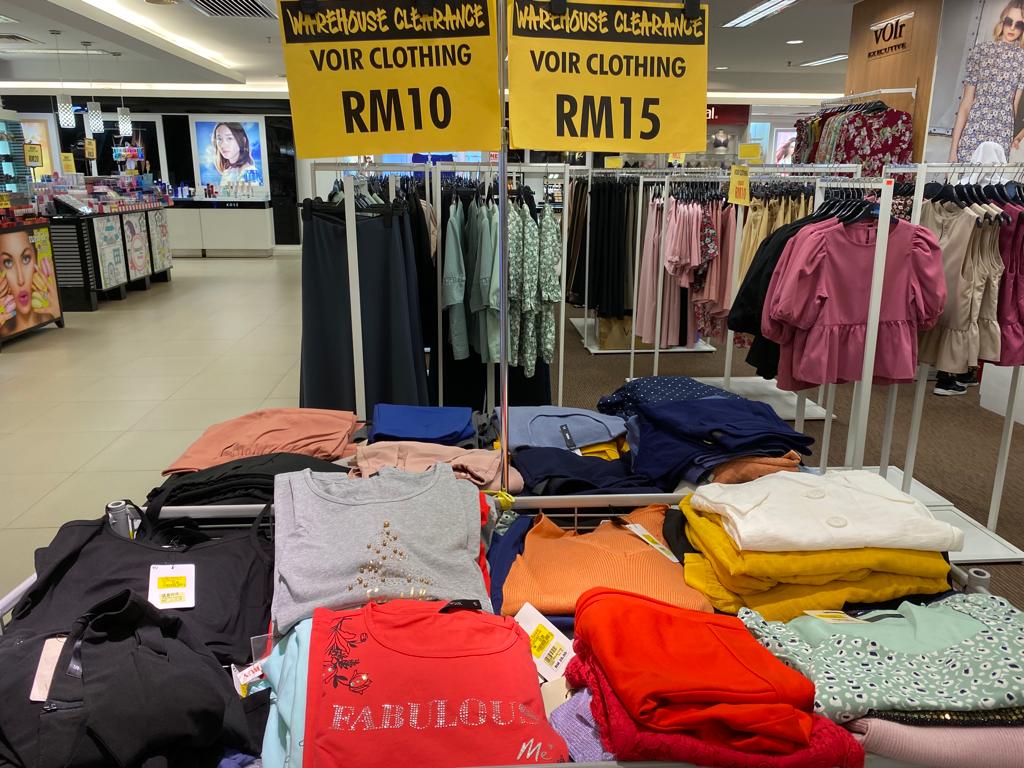 WAREHOUSE CLEARANCE
VOIR CLOTHING
RM10
WAREHOUSE CLEARANCE
VOIR CLOTHING
RM15
VOIR
EXECUTIVE
FABULOUS
Me